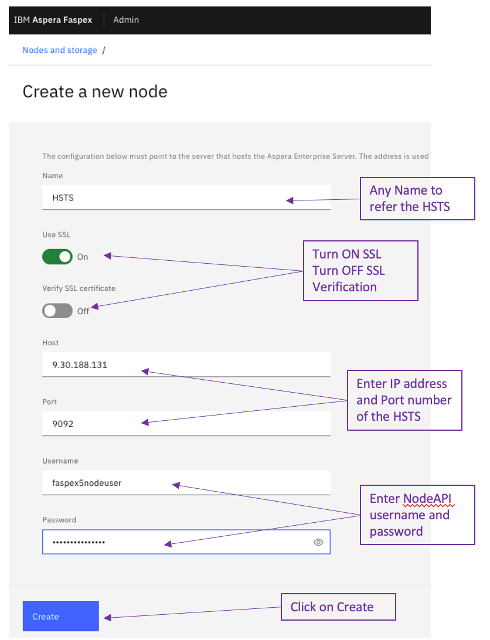 IBM Aspera Faspex Admin
Nodes and storage /
Create a new node
The configuration below must point to the server that hosts the Aspera Enterprise Server. The address is used
Name
HSTS
Any Name to
refer the HSTS
Use SSL
On
Turn ON SSL
Turn OFF SSL
Verification
Verify SSL certificate
Off
Host
9.30.188.131
Enter IP address
and Port number
of the HSTS
Port
9092
Username
faspex5nodeuser
Enter NodeAPI
username and
password
Password
•••••••••••••••
Create
Click on Create